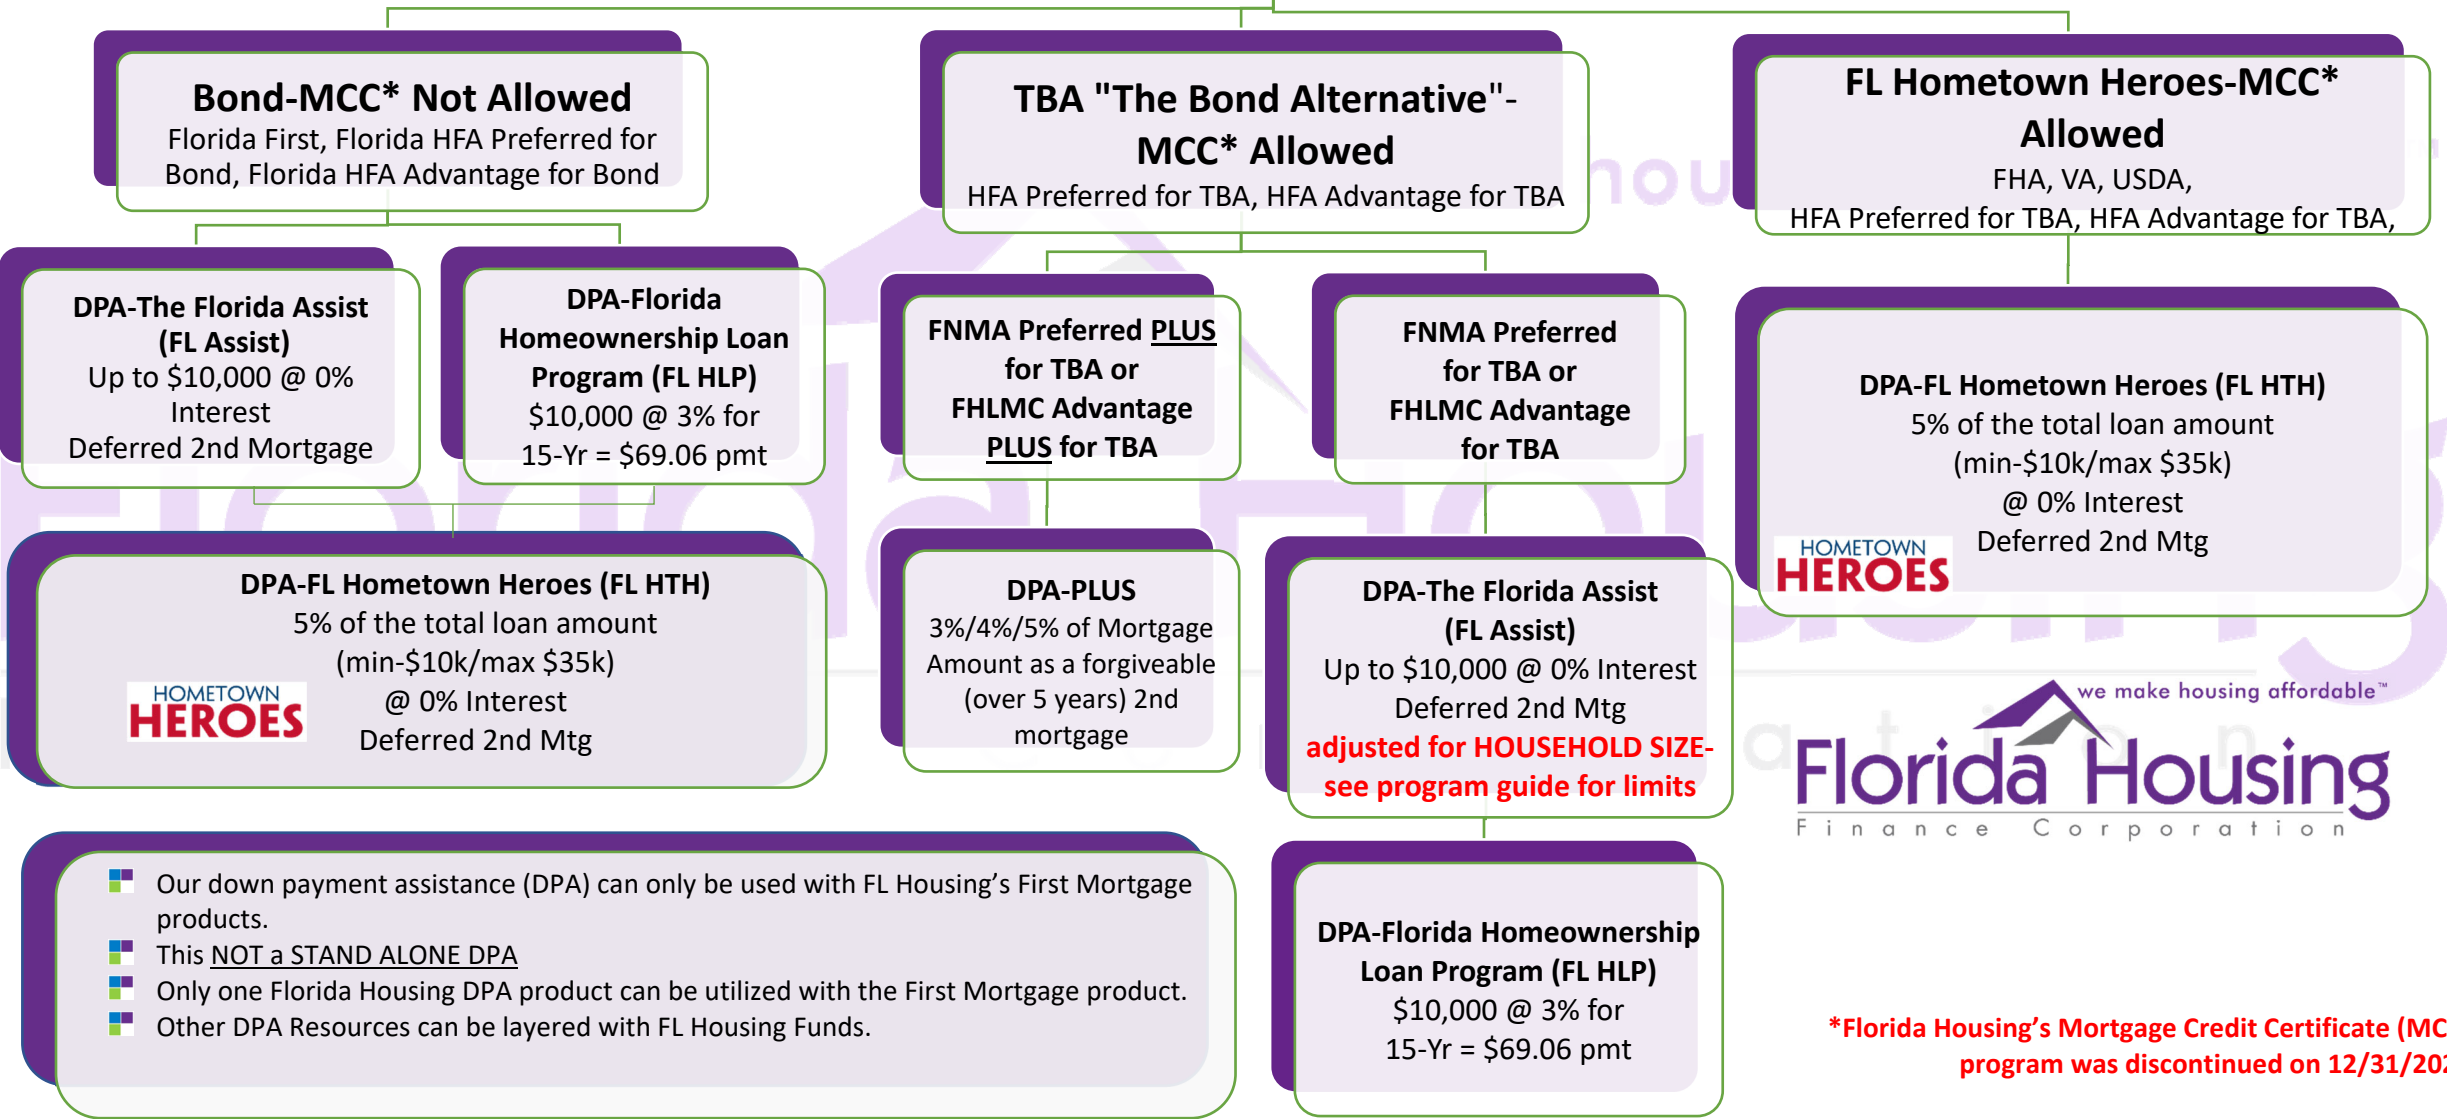 Bond-MCC* Not Allowed
Florida First, Florida HFA Preferred for
Bond, Florida HFA Advantage for Bond
DPA-The Florida Assist
(FL Assist)
Up to $10,000 @ 0%
Interest
Deferred 2nd Mortgage
DPA-Florida
Homeownership Loan
Program (FL HLP)
$10,000 @ 3% for
15-Yr = $69.06 pmt
HOMETOWN
HEROES
DPA-FL Hometown Heroes (FL HTH)
5% of the total loan amount
(min-$10k/max $35k)
@ 0% Interest
Deferred 2nd Mtg
TBA "The Bond Alternative"-
MCC* Allowed
HFA Preferred for TBA, HFA Advantage for TBA
FNMA Preferred PLUS
for TBA or
FHLMC Advantage
PLUS for TBA
DPA-PLUS
3%/4%/5% of Mortgage
Amount as a forgiveable
(over 5 years) 2nd
mortgage
FNMA Preferred
for TBA or
FHLMC Advantage
for TBA
DPA-The Florida Assist
(FL Assist)
Up to $10,000 @ 0% Interest
Deferred 2nd Mtg
adjusted for HOUSEHOLD SIZE-
see program guide for limits
DPA-Florida Homeownership
Loan Program (FL HLP)
$10,000 @ 3% for
15-Yr = $69.06 pmt
FL Hometown Heroes-MCC*
Allowed
FHA, VA, USDA,
HFA Preferred for TBA, HFA Advantage for TBA,
DPA-FL Hometown Heroes (FL HTH)
5% of the total loan amount
(min-$10k/max $35k)
@ 0% Interest
Deferred 2nd Mtg
HOMETOWN
HEROES
we make housing affordable™
Florida Housing
Finance Corporation
Our down payment assistance (DPA) can only be used with FL Housing’s First Mortgage
products.
This NOT a STAND ALONE DPA
Only one Florida Housing DPA product can be utilized with the First Mortgage product.
Other DPA Resources can be layered with FL Housing Funds.
*Florida Housing’s Mortgage Credit Certificate (MC
program was discontinued on 12/31/202